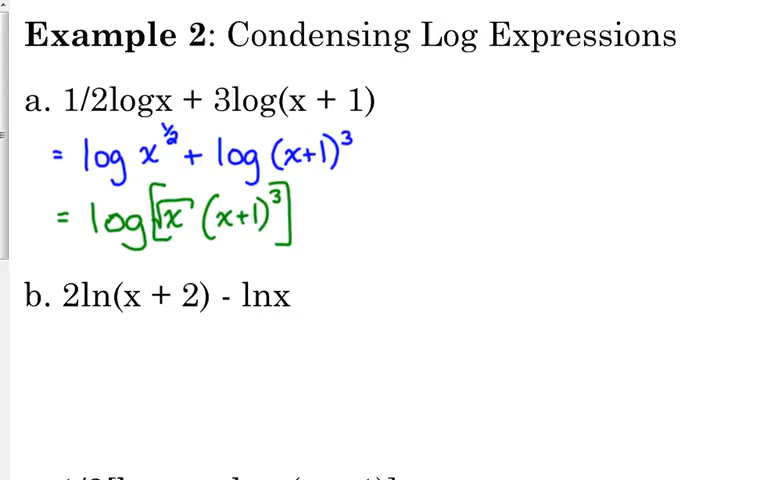 Example 2: Condensing Log Expressions
a. 1/2logx + 3log(x + 1)
= log x^½ + log (x+1)³
= log[√x (x+1)³]
b. 2ln(x + 2) - lnx